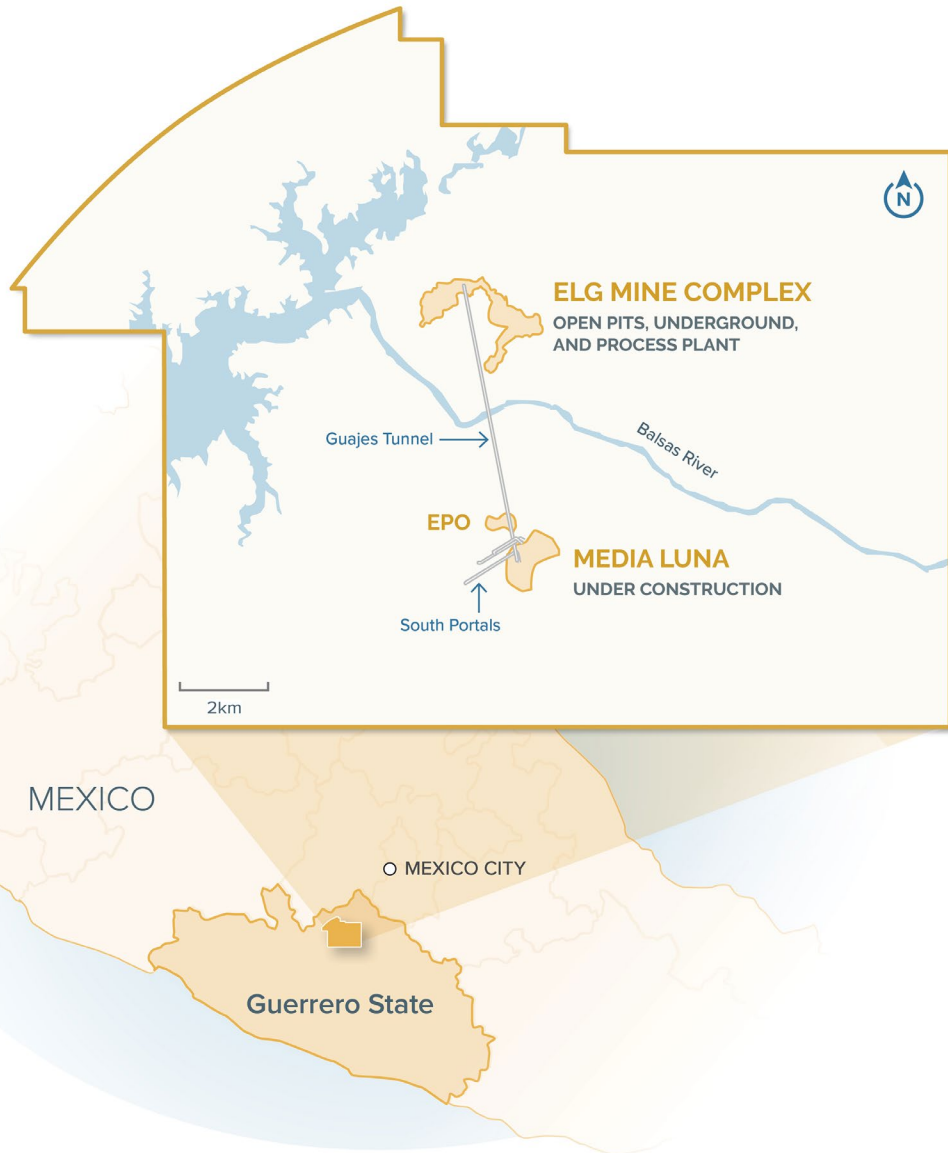 N
ELG MINE COMPLEX
OPEN PITS, UNDERGROUND,
AND PROCESS PLANT
Guajes Tunnel
Balsas River
EPO
MEDIA LUNA
UNDER CONSTRUCTION
South Portals
2km
MEXICO
MEXICO CITY
Guerrero State